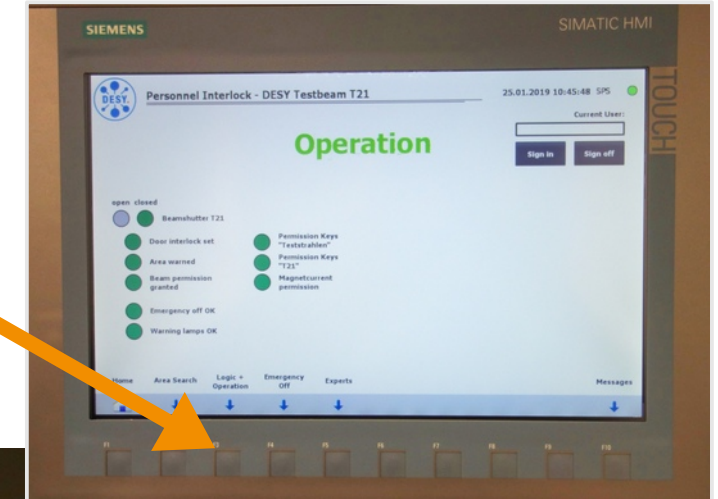 SIEMENS
SIMATIC HMI
TOUCH
DESY.
Personnel Interlock - DESY Testbeam T21
25.01.2019 10:45:48 SPS
Current User:
Operation
Sign in
Sign off
open closed
Beamshutter T21
Door interlock set
Permission Keys
"Teststrahlen"
Area warned
Permission Keys
"T21"
Beam permission
granted
Magnetcurrent
permission
Emergency off OK
Warning lamps OK
Home
Area Search
Logic +
Operation
Emergency
Off
Experts
Messages
F1 F3 F4 F5 F6 F7 F8 F9 F10